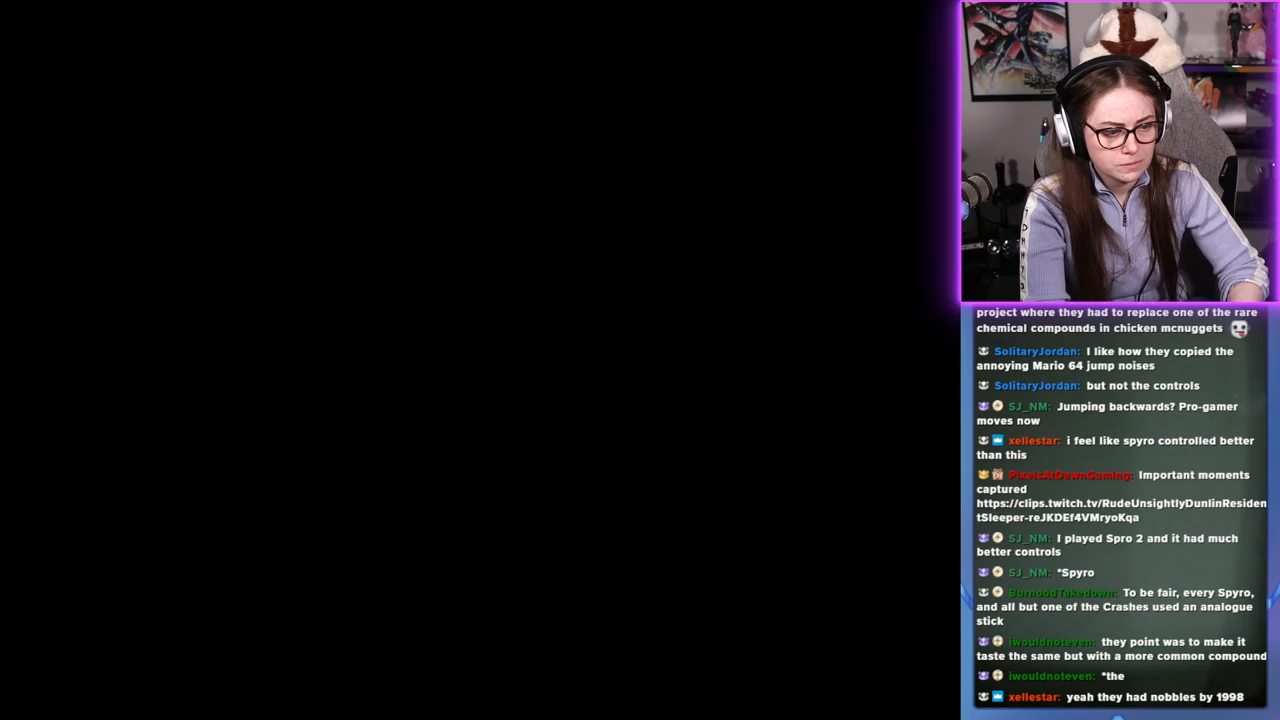 project where they had to replace one of the rare
chemical compounds in chicken mcnuggets
SolitaryJordan: I like how they copied the
annoying Mario 64 jump noises
SolitaryJordan: but not the controls
SJ_NM: Jumping backwards? Pro-gamer
moves now
xellestar: i feel like spyro controlled better
than this
PixelsAtDawnGaming: Important moments
captured
https://clips.twitch.tv/RudeUnsightlyDunlinResiden
tSleeper-reJKDEf4VMryoKqa
SJ_NM: I played Spro 2 and it had much
better controls
SJ_NM: *Spyro
BurnoodTakedown: To be fair, every Spyro,
and all but one of the Crashes used an analogue
stick
iwouldnoteven: they point was to make it
taste the same but with a more common compound
iwouldnoteven: *the
xellestar: yeah they had nobbles by 1998